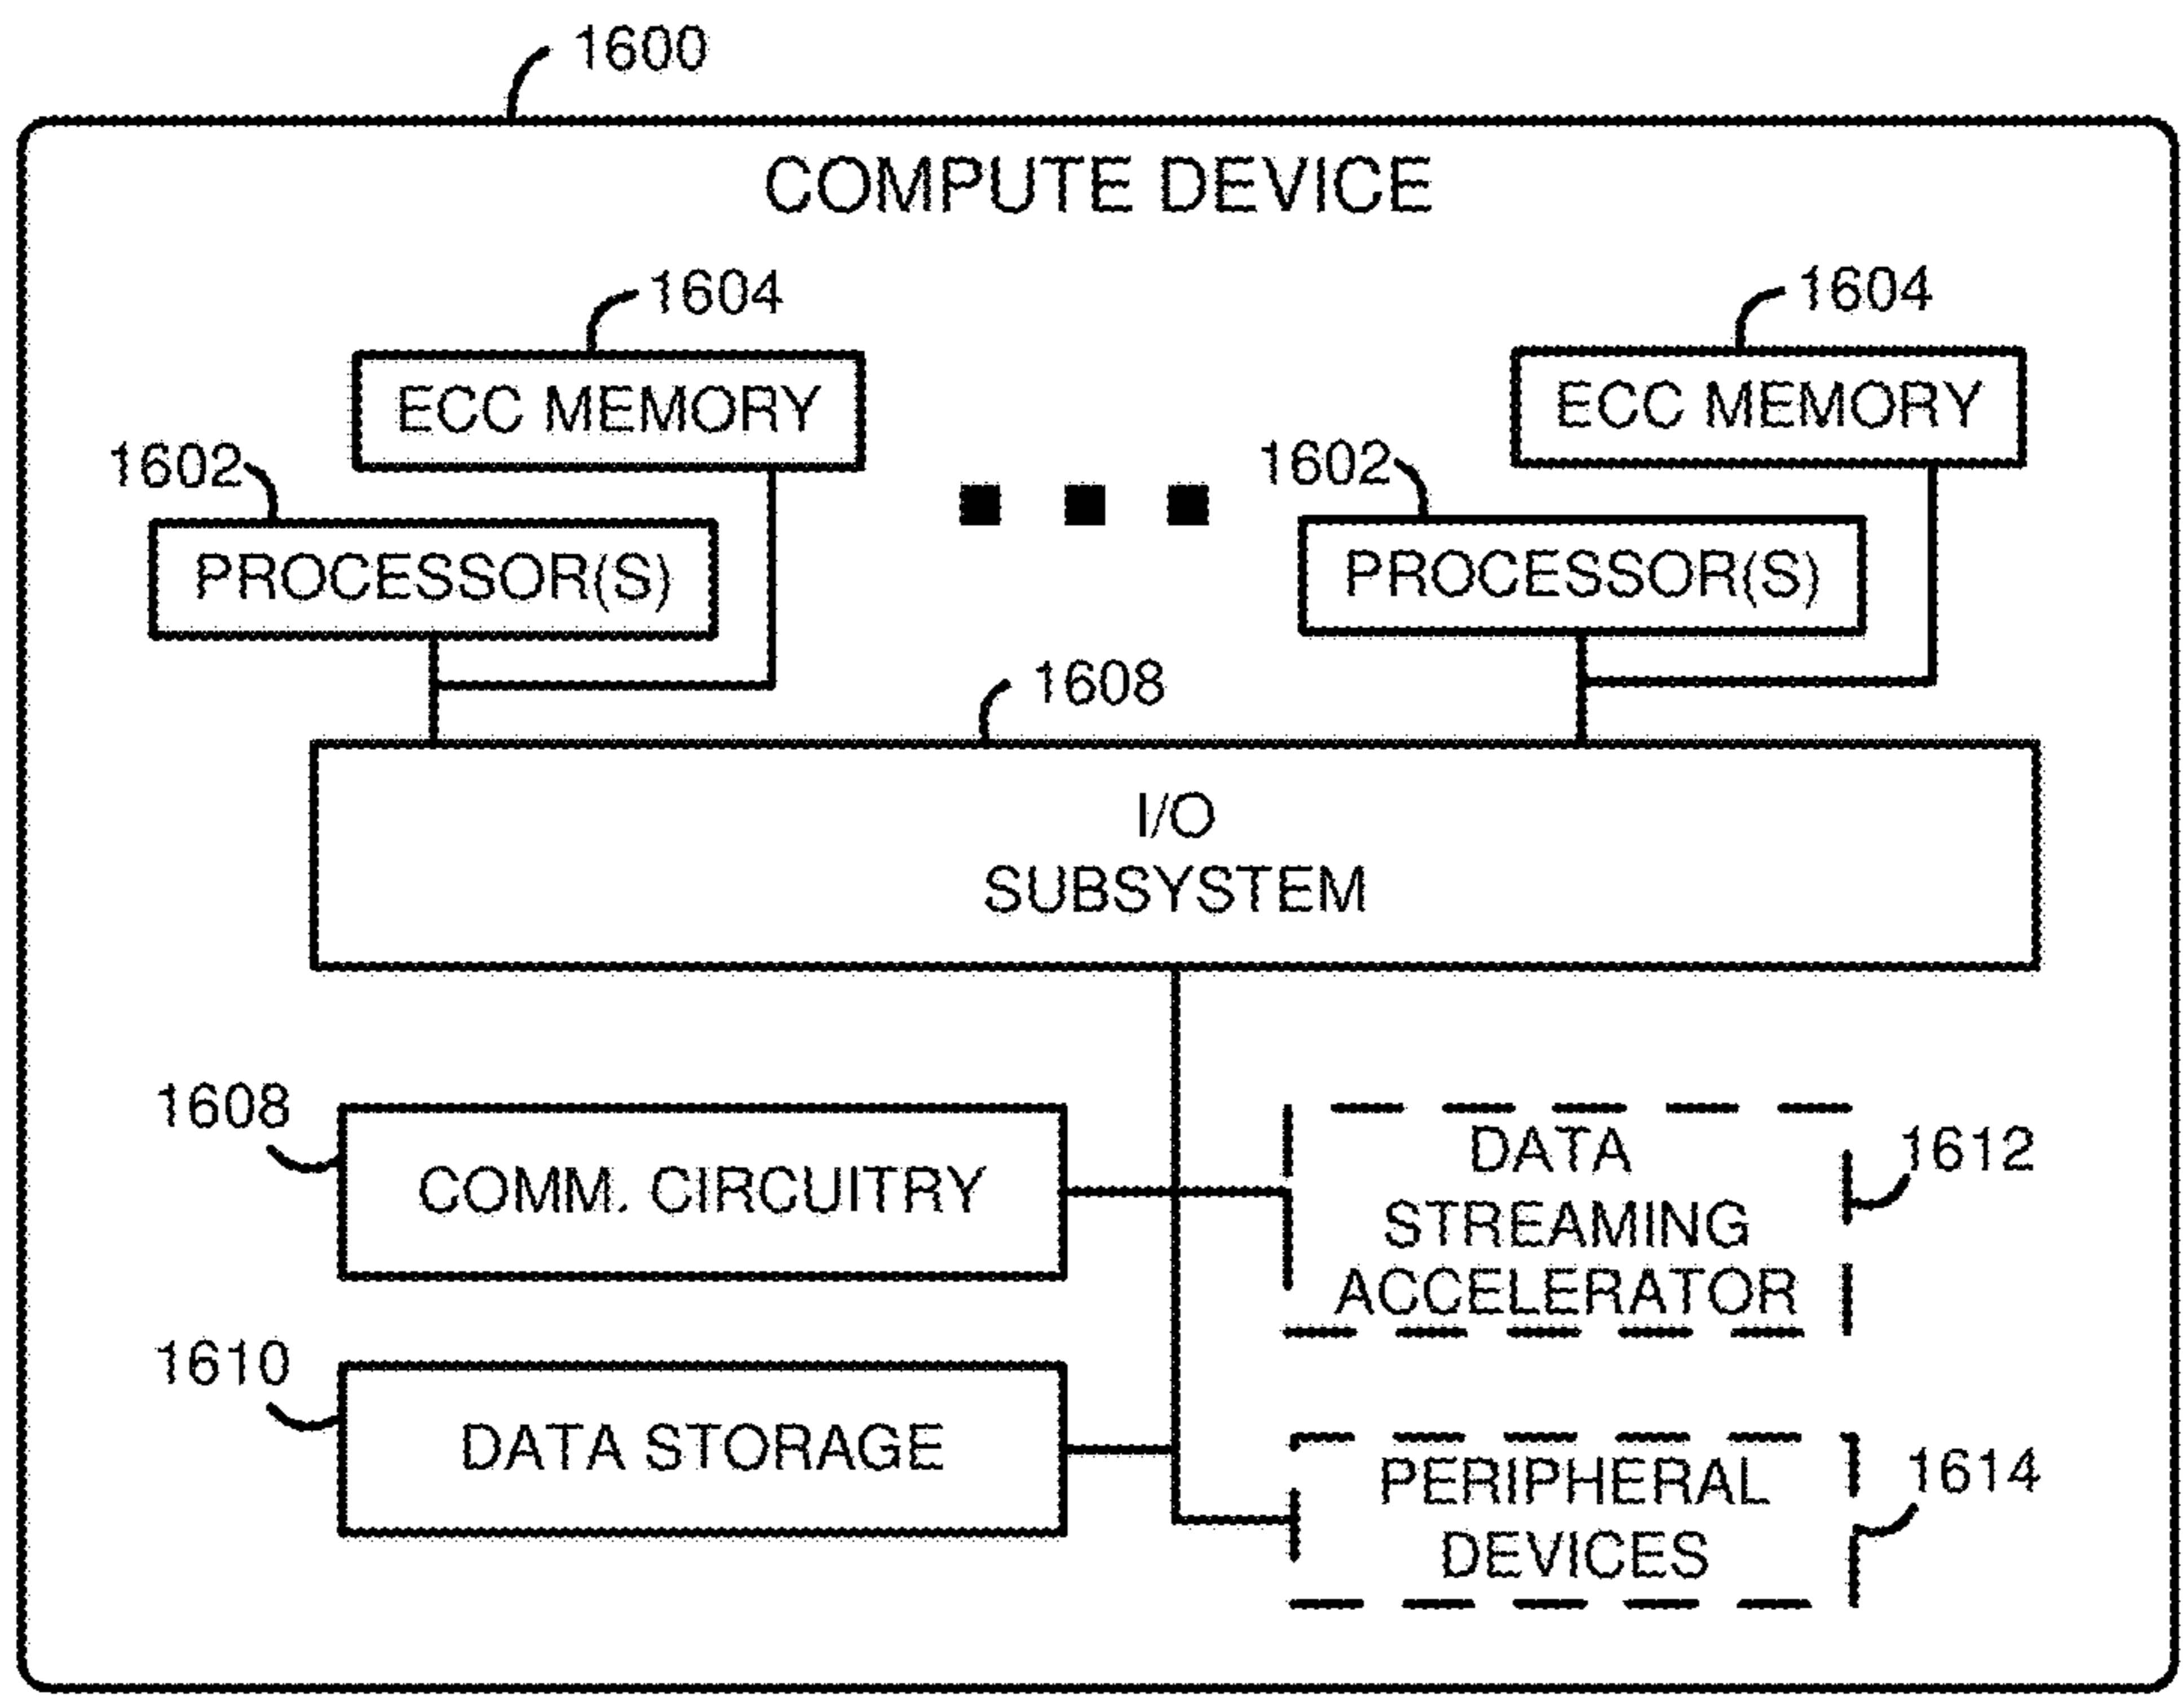 1600
COMPUTE DEVICE
1604
1604
ECC MEMORY
ECC MEMORY
1602
1602
PROCESSOR(S)
PROCESSOR(S)
1608
I/O
SUBSYSTEM
1608
COMM. CIRCUITRY
DATA
STREAMING
ACCELERATOR
1612
1610
DATA STORAGE
PERIPHERAL
DEVICES
1614